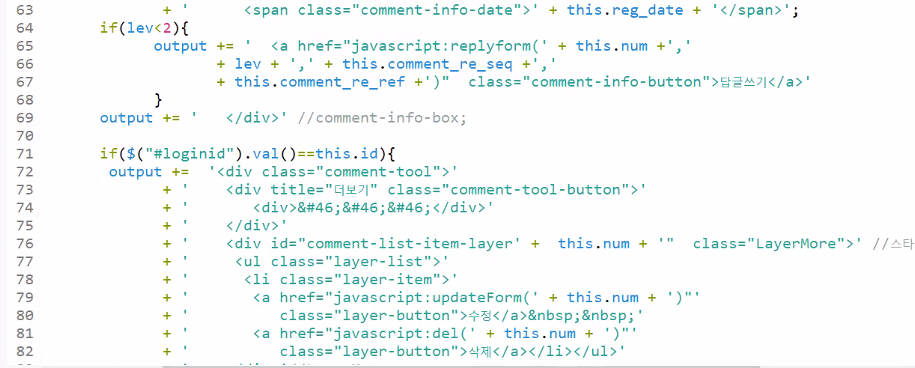 63 + '      <span class="comment-info-date">' + this.reg_date + '</span>';
64 if(lev<2){
65 output += '  <a href="javascript:replyform(' + this.num +','
66 + lev + ',' + this.comment_re_seq +','
67 + this.comment_re_ref +')"  class="comment-info-button">답글쓰기</a>'
68 }
69 output += '   </div>' //comment-info-box;
70
71 if($("#loginid").val()==this.id){
72 output +=  '<div class="comment-tool">'
73 + '    <div title="더보기" class="comment-tool-button">'
74 + '       <div>&#46;&#46;&#46;</div>'
75 + '    </div>'
76 + '    <div id="comment-list-item-layer' +  this.num + '"  class="LayerMore">' //스타
77 + '     <ul class="layer-list">'
78 + '      <li class="layer-item">'
79 + '       <a href="javascript:updateForm(' + this.num + ')"'
80 + '          class="layer-button">수정</a>&nbsp;&nbsp;'
81 + '       <a href="javascript:del(' + this.num + ')"'
82 + '          class="layer-button">삭제</a></li></ul>'